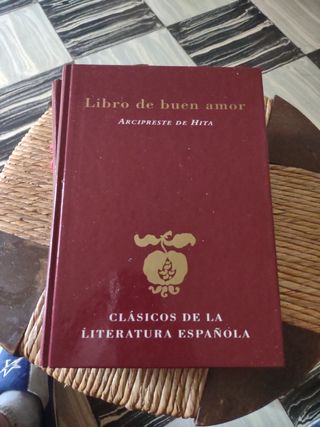 Libro de buen amor
Arcipreste de Hita
CLÁSICOS DE LA
LITERATURA ESPAÑOLA